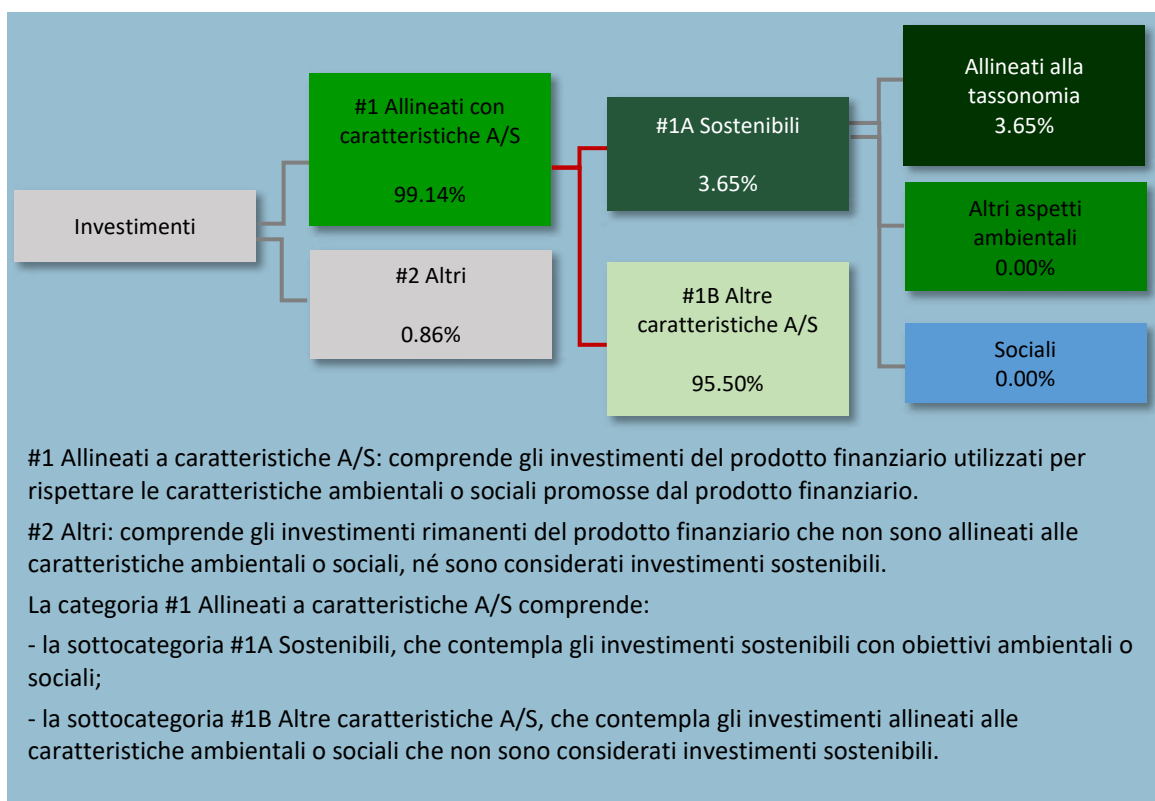 Investimenti
#1 Allineati con
caratteristiche A/S
99.14%
#2 Altri
0.86%
#1A Sostenibili
3.65%
#1B Altre
caratteristiche A/S
95.50%
Allineati alla
tassonomia
3.65%
Altri aspetti
ambientali
0.00%
Sociali
0.00%
#1 Allineati a caratteristiche A/S: comprende gli investimenti del prodotto finanziario utilizzati per
rispettare le caratteristiche ambientali o sociali promosse dal prodotto finanziario.
#2 Altri: comprende gli investimenti rimanenti del prodotto finanziario che non sono allineati alle
caratteristiche ambientali o sociali, né sono considerati investimenti sostenibili.
La categoria #1 Allineati a caratteristiche A/S comprende:
- la sottocategoria #1A Sostenibili, che contempla gli investimenti sostenibili con obiettivi ambientali o
sociali;
- la sottocategoria #1B Altre caratteristiche A/S, che contempla gli investimenti allineati alle
caratteristiche ambientali o sociali che non sono considerati investimenti sostenibili.